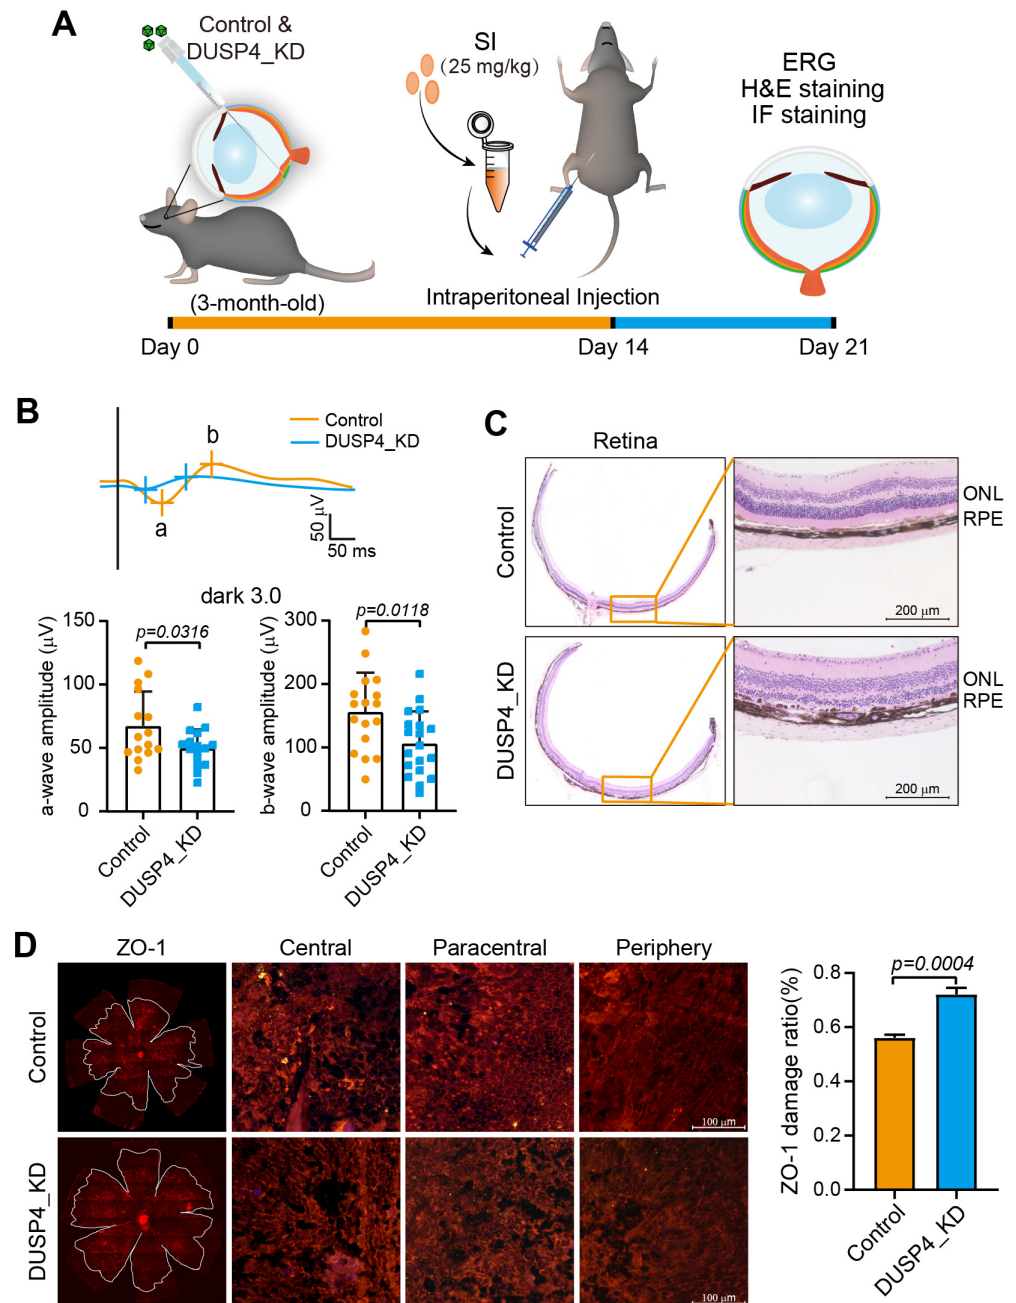 A
Control &
DUSP4_KD
SI
(25 mg/kg)
ERG
H&E staining
IF staining
(3-month-old)
Intraperitoneal Injection
Day 0
Day 14
Day 21
B
Control
DUSP4_KD
b
a
50 μV
50 ms
dark 3.0
a-wave amplitude (μV)
150
100
50
0
p=0.0316
Control
DUSP4_KD
b-wave amplitude (μV)
300
200
100
0
p=0.0118
Control
DUSP4_KD
C
Retina
Control
ONL
RPE
200 μm
DUSP4_KD
ONL
RPE
200 μm
D
ZO-1
Central
Paracentral
Periphery
Control
100 μm
DUSP4_KD
100 μm
ZO-1 damage ratio(%)
0.8
0.6
0.4
0.2
0.0
p=0.0004
Control
DUSP4_KD